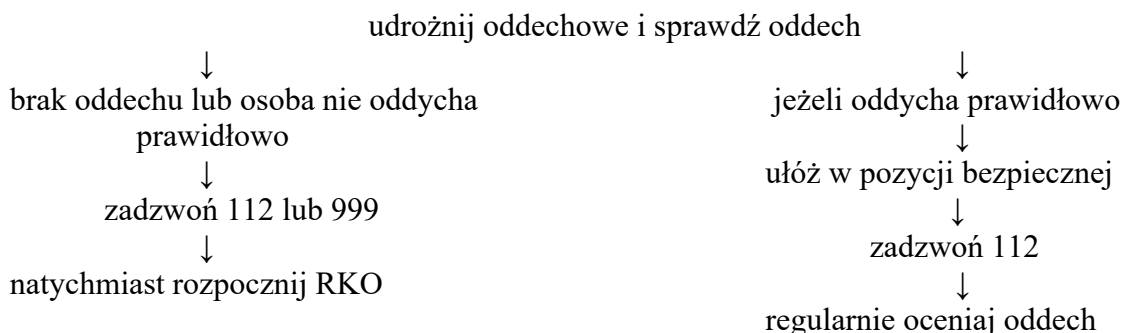 udrożnij oddechowe i sprawdź oddech
↓ ↓
brak oddechu lub osoba nie oddycha
prawidłowo
↓
zadzwoń 112 lub 999
↓
natychmiast rozpocznij RKO
jeżeli oddycha prawidłowo
↓
ułóż w pozycji bezpiecznej
↓
zadzwoń 112
↓
regularnie oceniaj oddech